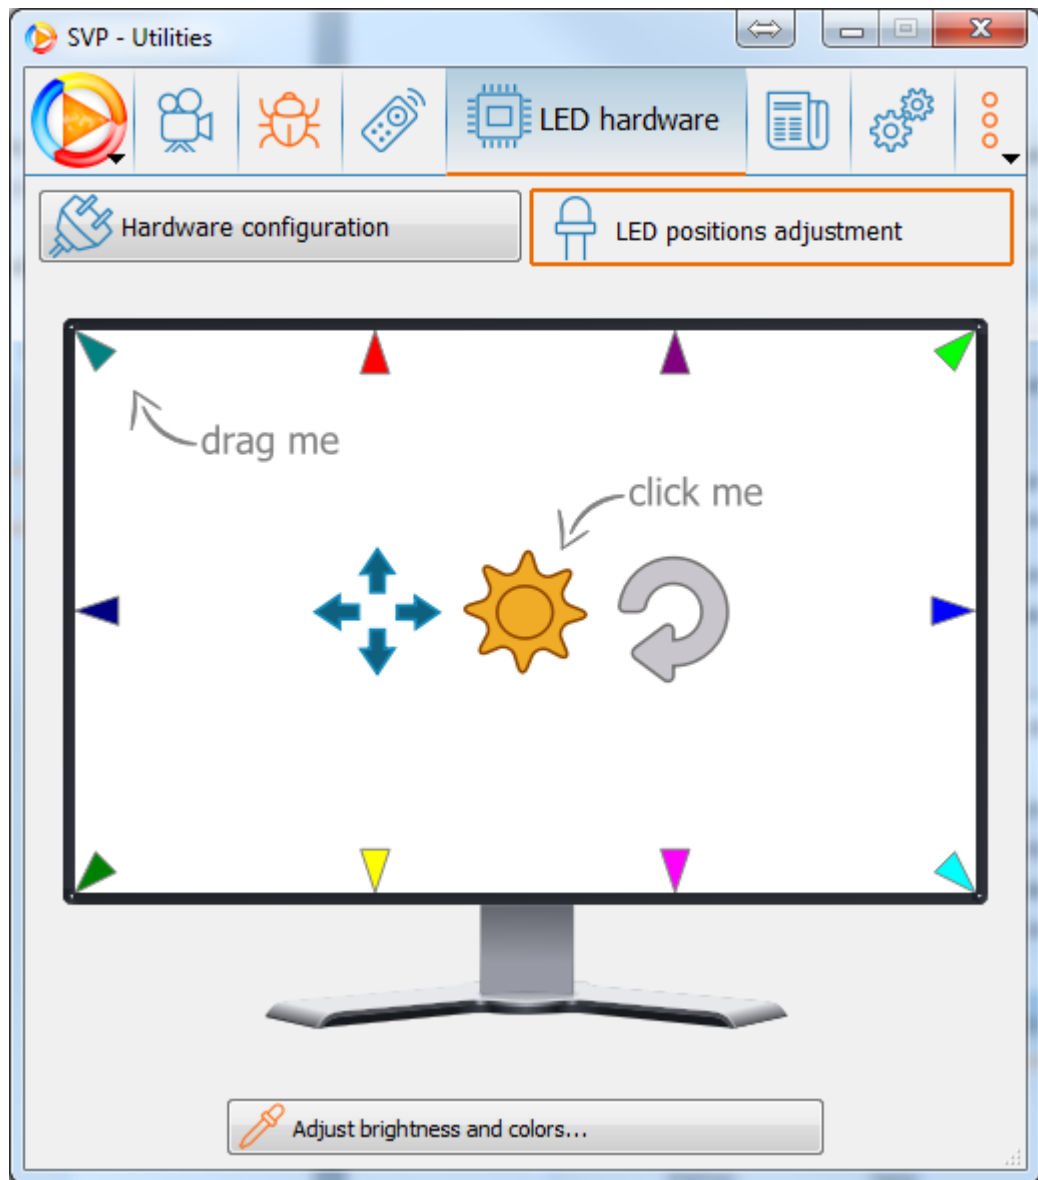 SVP - Utilities
LED hardware
Hardware configuration
LED positions adjustment
drag me
click me
Adjust brightness and colors...